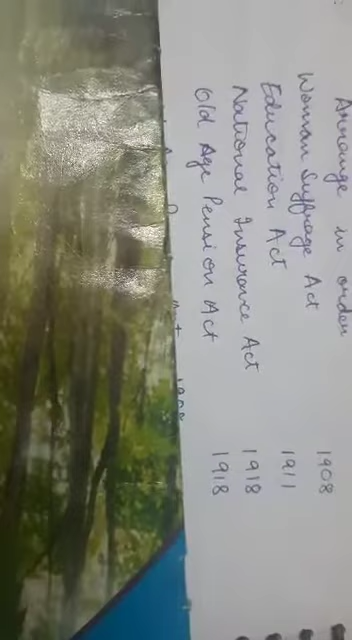 Arrange in order
Woman Suffrage Act 1908
Education Act 1911
National Insurance Act 1918
Old Age Pension Act 1918
1908